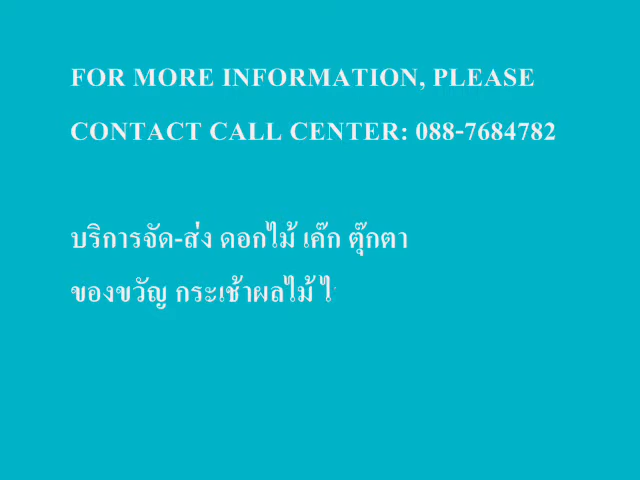 FOR MORE INFORMATION, PLEASE
CONTACT CALL CENTER: 088-7684782
บริการจัด-ส่ง ดอกไม้ เค๊ก ตุ๊กตา
ของขวัญ กระเช้าผลไม้